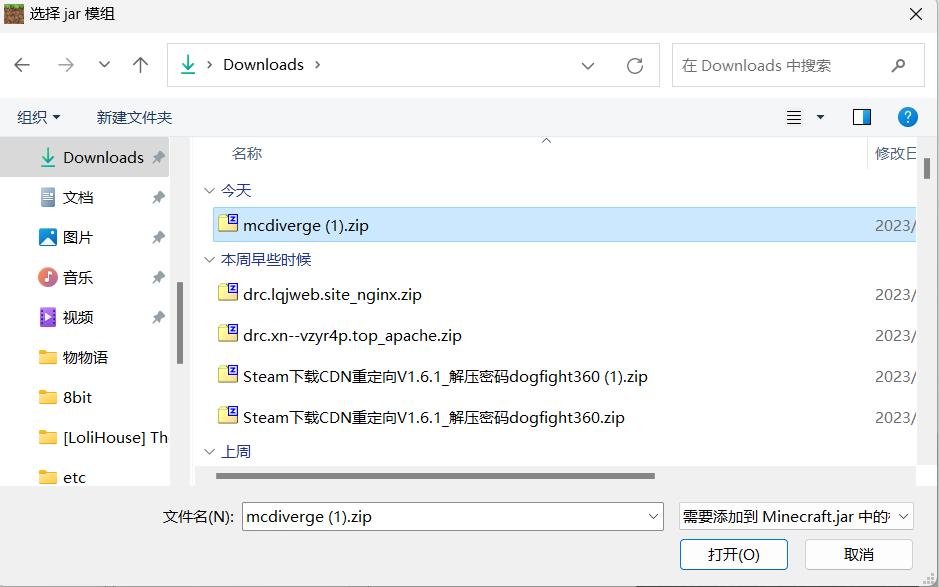 选择 jar 模组
Downloads
在 Downloads 中搜索
组织 新建文件夹
Downloads
文档
图片
音乐
视频
物物语
8bit
[LoliHouse] Th
etc
名称 修改日
今天
mcdiverge (1).zip 2023/
本周早些时候
drc.lqjweb.site_nginx.zip 2023/
drc.xn--vzyr4p.top_apache.zip 2023/
Steam下载CDN重定向V1.6.1_解压密码dogfight360 (1).zip 2023/
Steam下载CDN重定向V1.6.1_解压密码dogfight360.zip 2023/
上周
文件名(N): mcdiverge (1).zip 需要添加到 Minecraft.jar 中的
打开(O) 取消